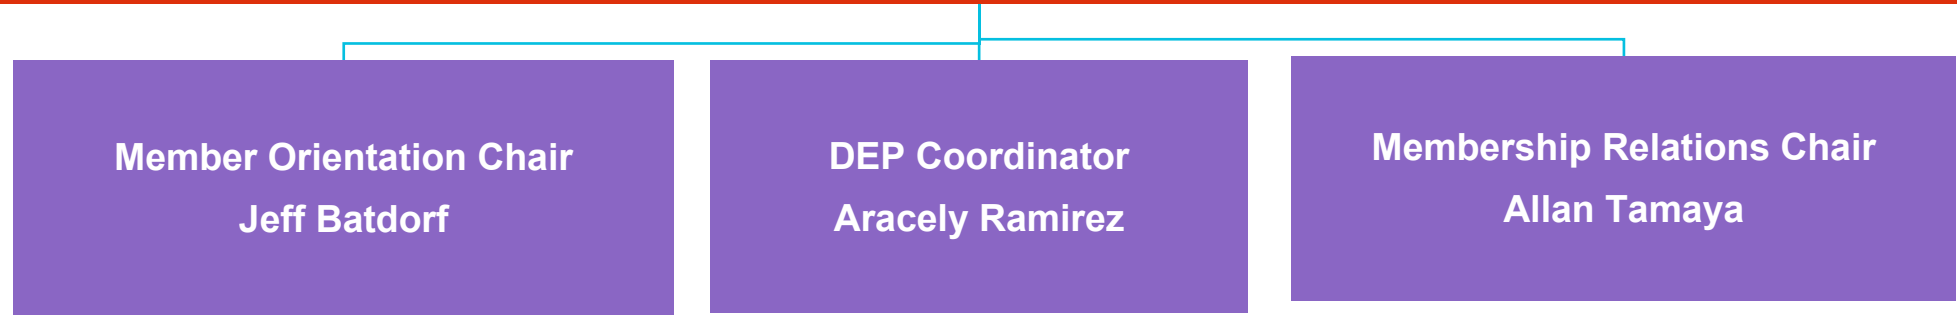 Member Orientation Chair
Jeff Batdorf
DEP Coordinator
Aracely Ramirez
Membership Relations Chair
Allan Tamaya